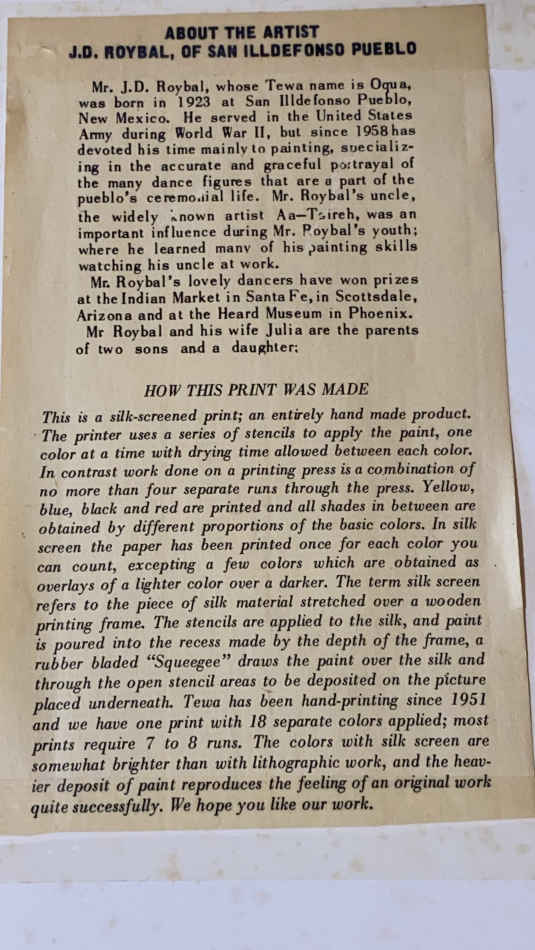 ABOUT THE ARTIST
J.D. ROYBAL, OF SAN ILLDEFONSO PUEBLO
Mr. J.D. Roybal, whose Tewa name is Oqua,
was born in 1923 at San Illdefonso Pueblo,
New Mexico. He served in the United States
Army during World War II, but since 1958 has
devoted his time mainly to painting, specializ-
ing in the accurate and graceful portrayal of
the many dance figures that are a part of the
pueblo's ceremonial life. Mr. Roybal's uncle,
the widely known artist Aa—Tsireh, was an
important influence during Mr. Roybal's youth;
where he learned many of his painting skills
watching his uncle at work.
Mr. Roybal's lovely dancers have won prizes
at the Indian Market in Santa Fe, in Scottsdale,
Arizona and at the Heard Museum in Phoenix.
Mr Roybal and his wife Julia are the parents
of two sons and a daughter;
HOW THIS PRINT WAS MADE
This is a silk-screened print; an entirely hand made product.
The printer uses a series of stencils to apply the paint, one
color at a time with drying time allowed between each color.
In contrast work done on a printing press is a combination of
no more than four separate runs through the press. Yellow,
blue, black and red are printed and all shades in between are
obtained by different proportions of the basic colors. In silk
screen the paper has been printed once for each color you
can count, excepting a few colors which are obtained as
overlays of a lighter color over a darker. The term silk screen
refers to the piece of silk material stretched over a wooden
printing frame. The stencils are applied to the silk, and paint
is poured into the recess made by the depth of the frame, a
rubber bladed "Squeegee" draws the paint over the silk and
through the open stencil areas to be deposited on the picture
placed underneath. Tewa has been hand-printing since 1951
and we have one print with 18 separate colors applied; most
prints require 7 to 8 runs. The colors with silk screen are
somewhat brighter than with lithographic work, and the heav-
ier deposit of paint reproduces the feeling of an original work
quite successfully. We hope you like our work.